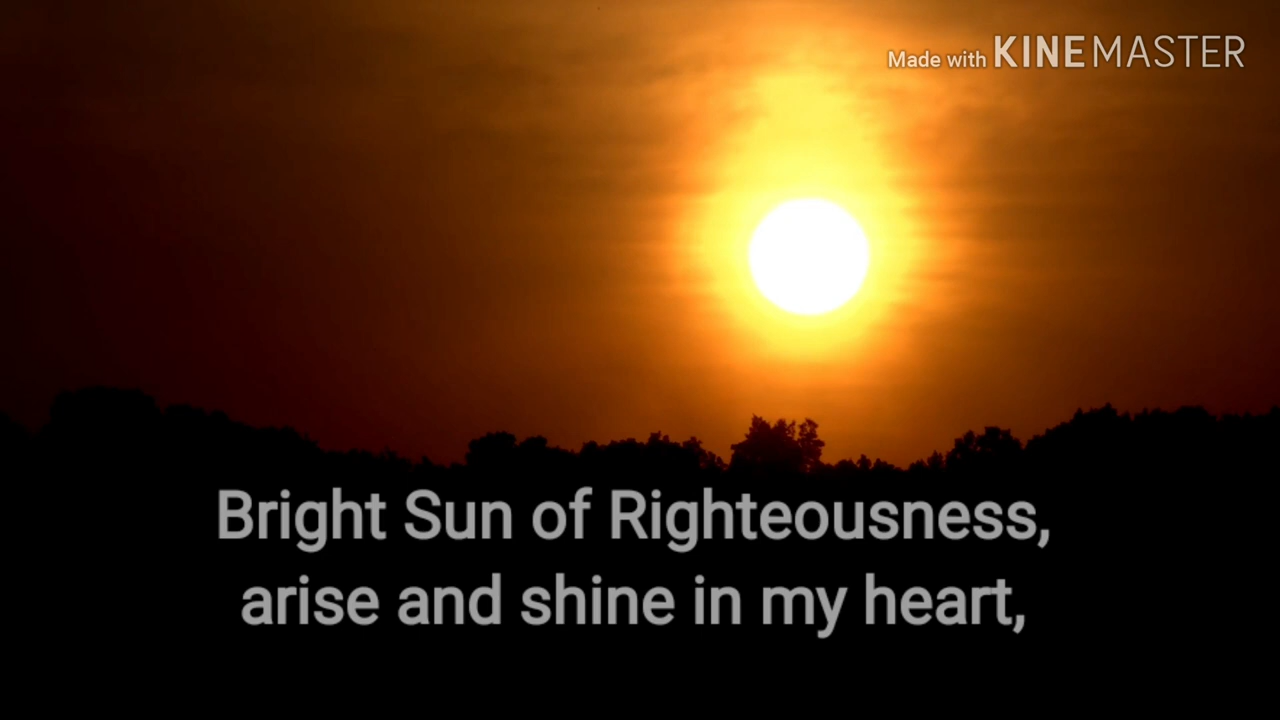 Made with KINEMASTER
Bright Sun of Righteousness,
arise and shine in my heart,